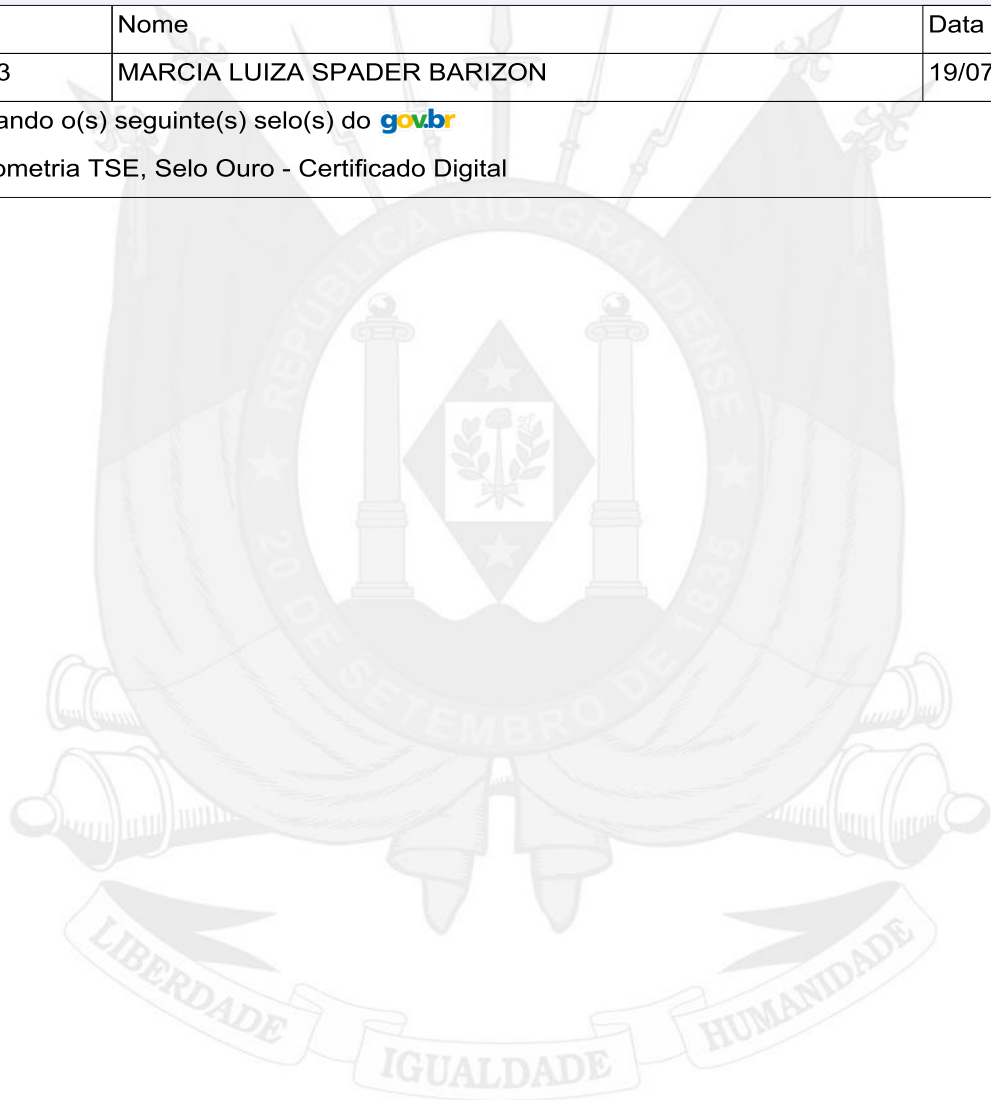 Nome Data
3 MARCIA LUIZA SPADER BARIZON 19/07
ando o(s) seguinte(s) selo(s) do gov.br
ometria TSE, Selo Ouro - Certificado Digital
REPÚBLICA RIO-GRANDENSE
20 DE SETEMBRO DE 1835
LIBERDADE
IGUALDADE
HUMANIDADE